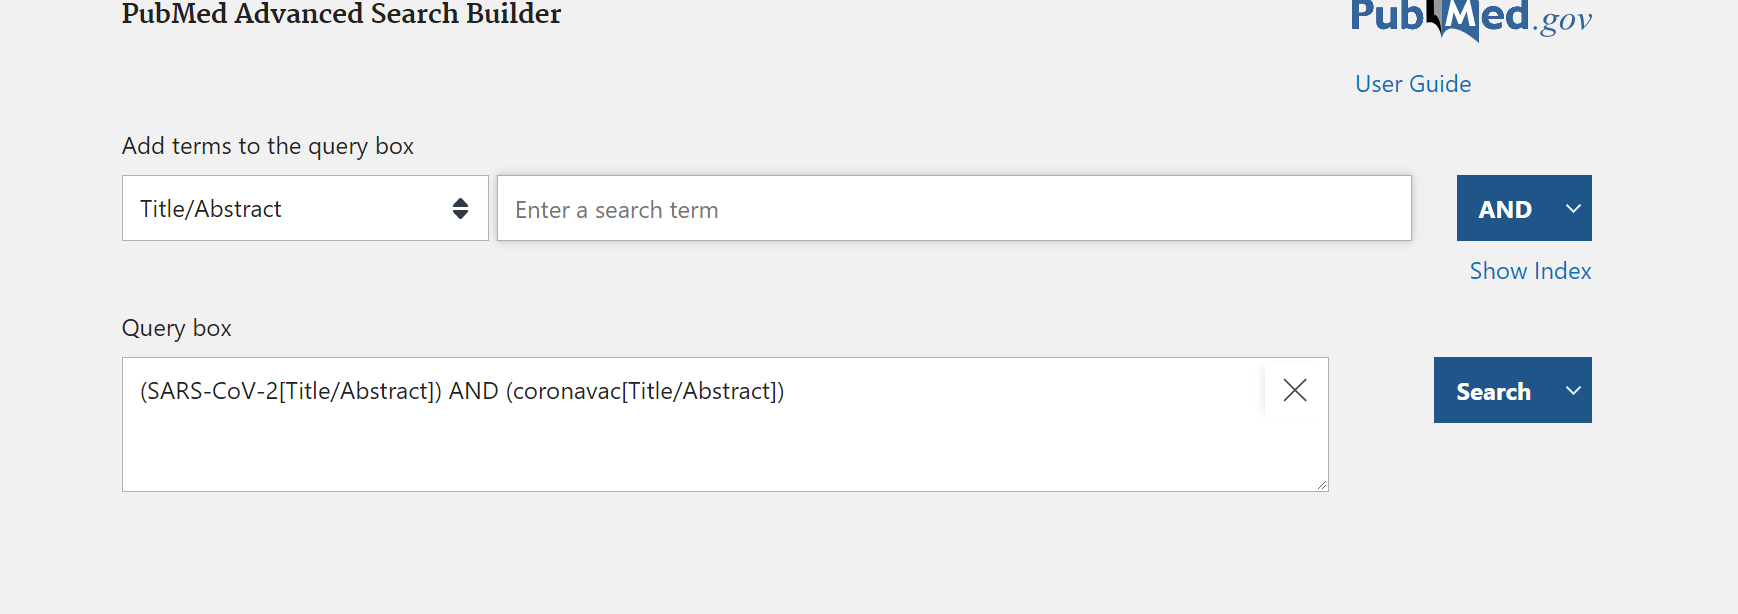 PubMed Advanced Search Builder
PubMed.gov
User Guide
Add terms to the query box
Title/Abstract
Enter a search term
AND
Show Index
Query box
(SARS-CoV-2[Title/Abstract]) AND (coronavac[Title/Abstract])
Search